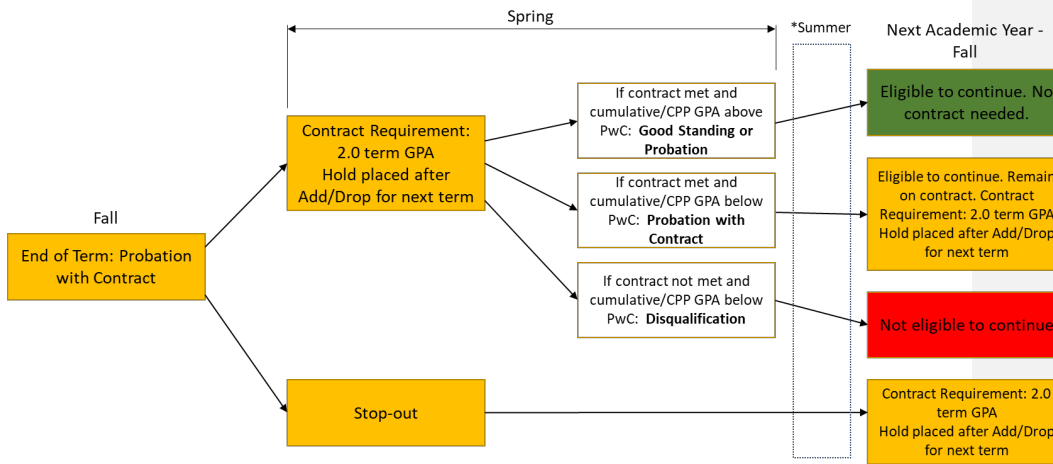 Spring
*Summer
Next Academic Year -
Fall
Fall
End of Term: Probation
with Contract
Contract Requirement:
2.0 term GPA
Hold placed after
Add/Drop for next term
Stop-out
If contract met and
cumulative/CPP GPA above
PwC: Good Standing or
Probation
If contract met and
cumulative/CPP GPA below
PwC: Probation with
Contract
If contract not met and
cumulative/CPP GPA below
PwC: Disqualification
Eligible to continue. No
contract needed.
Eligible to continue. Remain
on contract. Contract
Requirement: 2.0 term GPA
Hold placed after Add/Drop
for next term
Not eligible to continue
Contract Requirement: 2.0
term GPA
Hold placed after Add/Drop
for next term